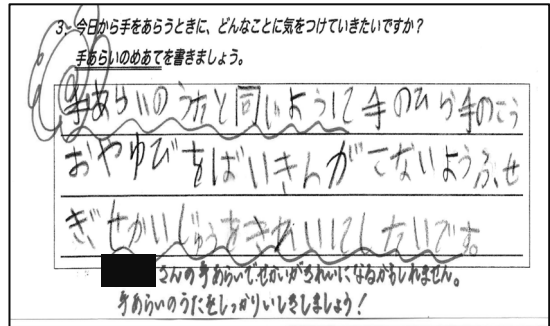 3. 今日から手をあらうときに、どんなことに気をつけていきたいですか？
手あらいのめあてを書きましょう。
手あらいのうたと同じように手のひら手のこう
おやゆびをばいきんがこないようふせ
ぎ、せかいじゅうをきれいにしたいです。
さんの手あらいでせかいがきれいになるかもしれません。
手あらいのうたをしっかりいしきしましょう！